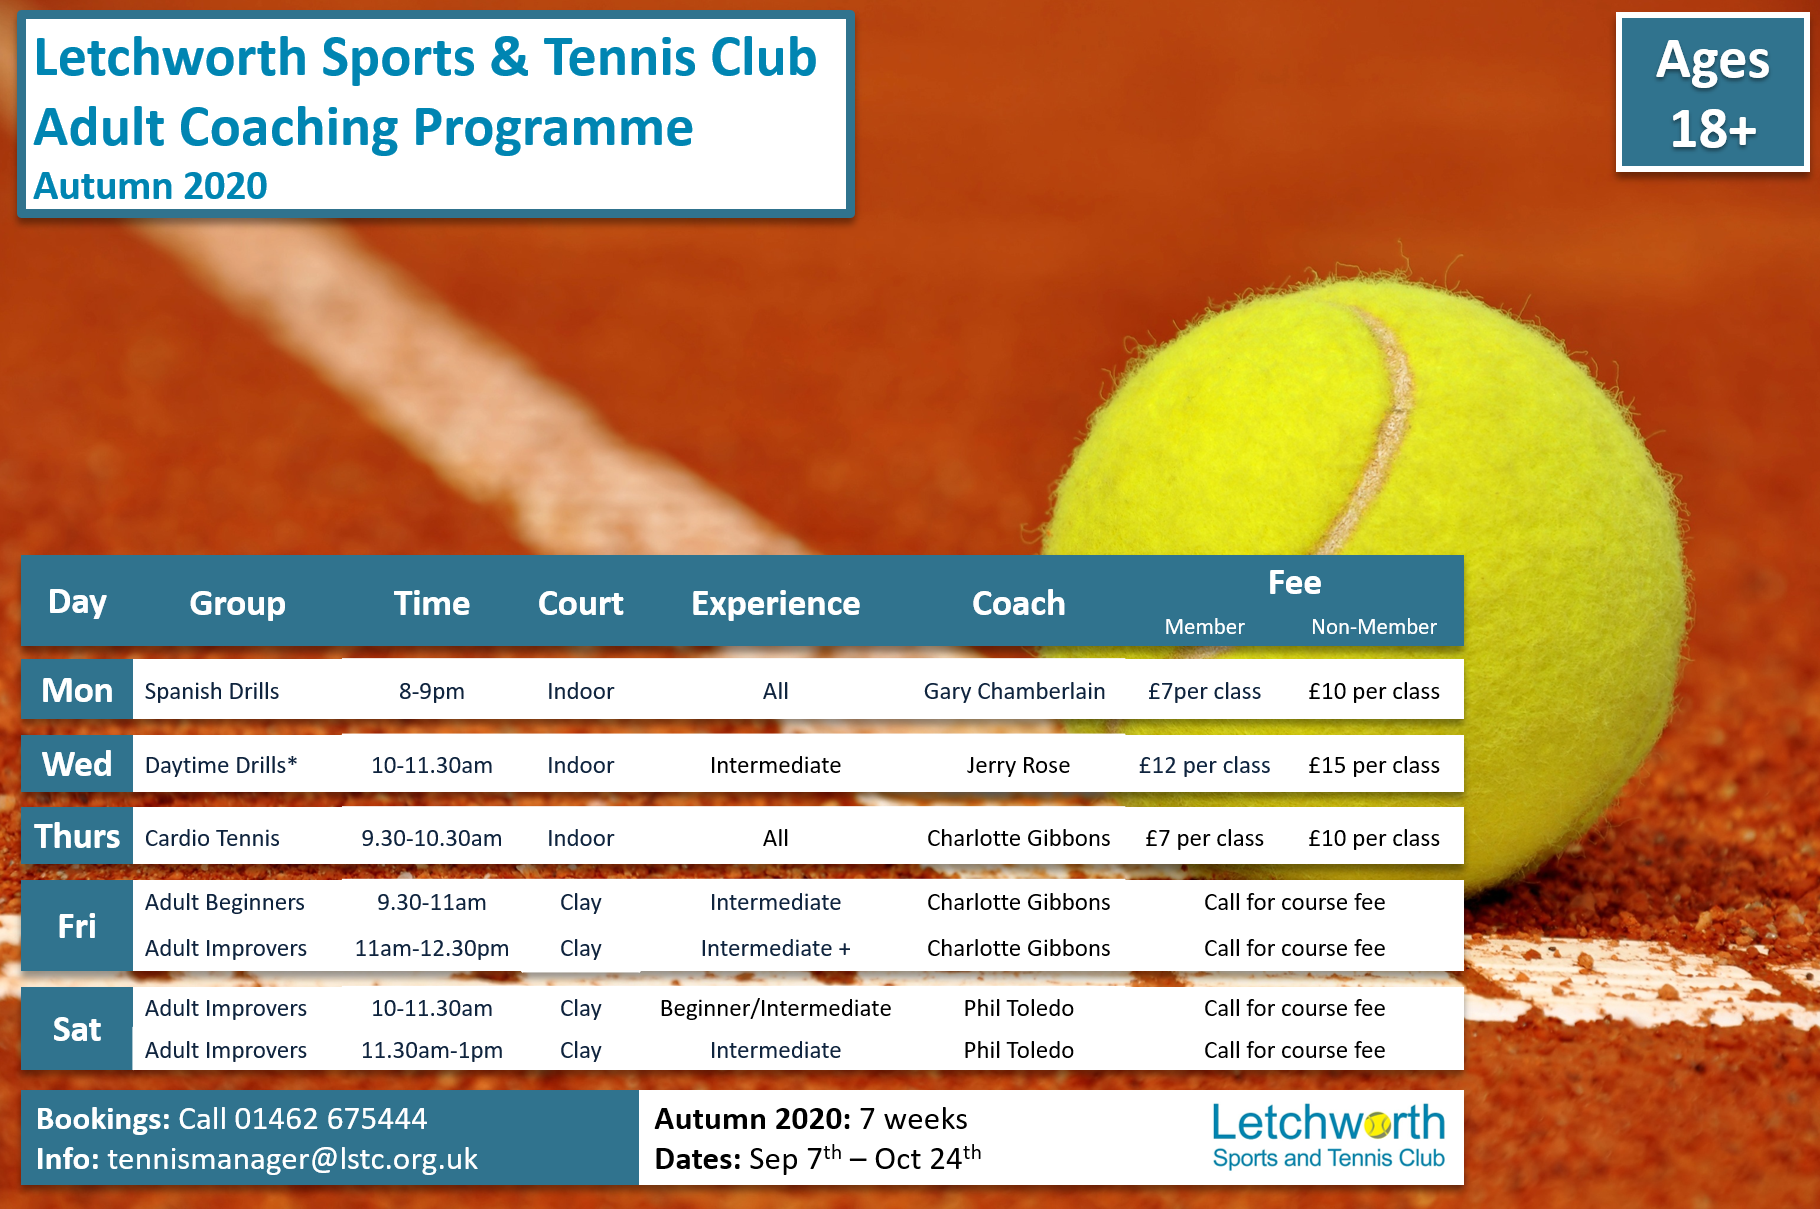 Letchworth Sports & Tennis Club
Adult Coaching Programme
Autumn 2020
Ages
18+
Day Group Time Court Experience Coach Fee
Member Non-Member
Mon Spanish Drills 8-9pm Indoor All Gary Chamberlain £7per class £10 per class
Wed Daytime Drills* 10-11.30am Indoor Intermediate Jerry Rose £12 per class £15 per class
Thurs Cardio Tennis 9.30-10.30am Indoor All Charlotte Gibbons £7 per class £10 per class
Fri
Adult Beginners 9.30-11am Clay Intermediate Charlotte Gibbons Call for course fee
Adult Improvers 11am-12.30pm Clay Intermediate + Charlotte Gibbons Call for course fee
Sat
Adult Improvers 10-11.30am Clay Beginner/Intermediate Phil Toledo Call for course fee
Adult Improvers 11.30am-1pm Clay Intermediate Phil Toledo Call for course fee
Bookings: Call 01462 675444
Info: tennismanager@lstc.org.uk
Autumn 2020: 7 weeks
Dates: Sep 7th – Oct 24th
Letchworth
Sports and Tennis Club